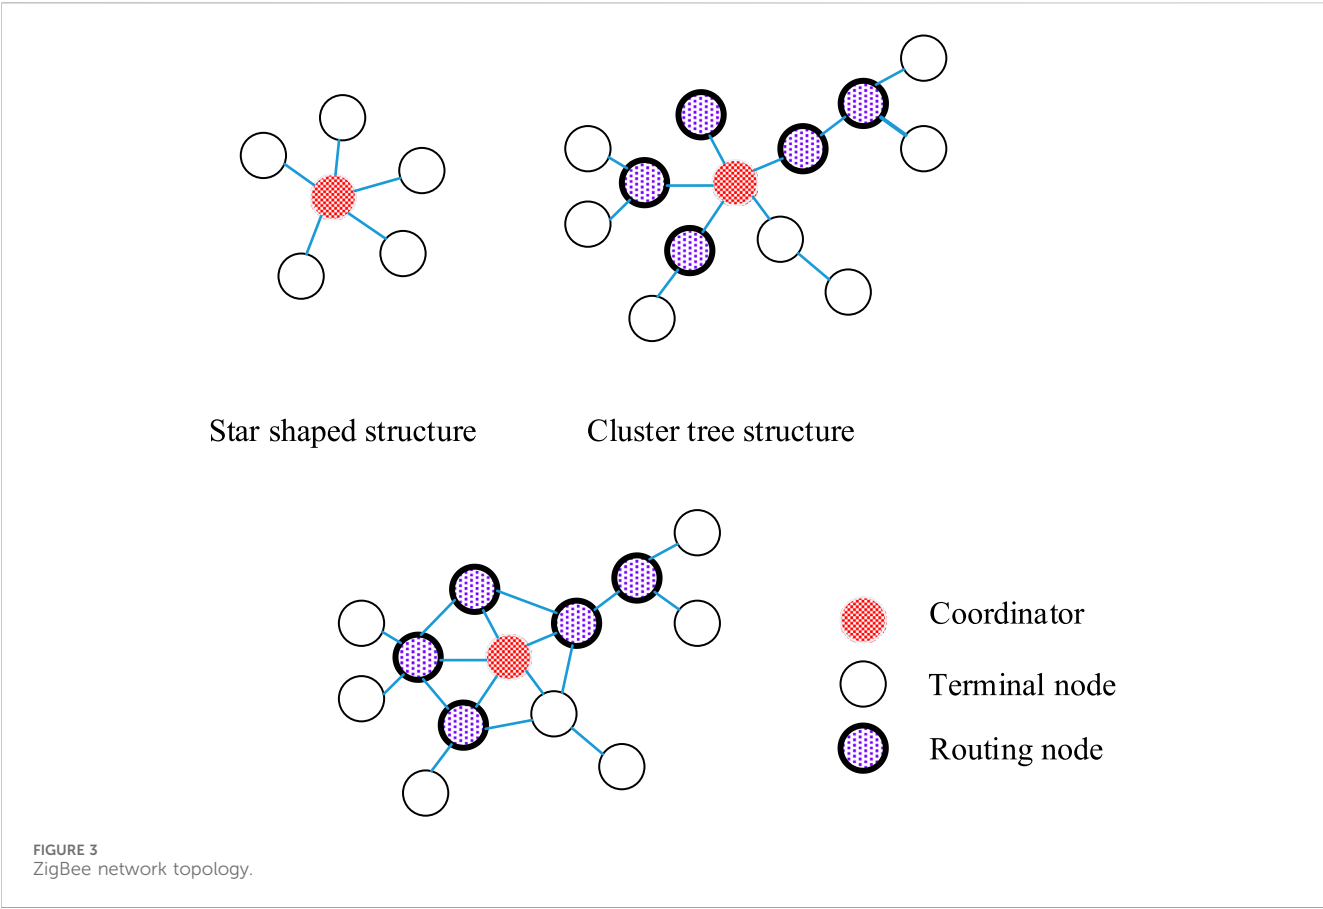 Star shaped structure
Cluster tree structure
Coordinator
Terminal node
Routing node
FIGURE 3
ZigBee network topology.